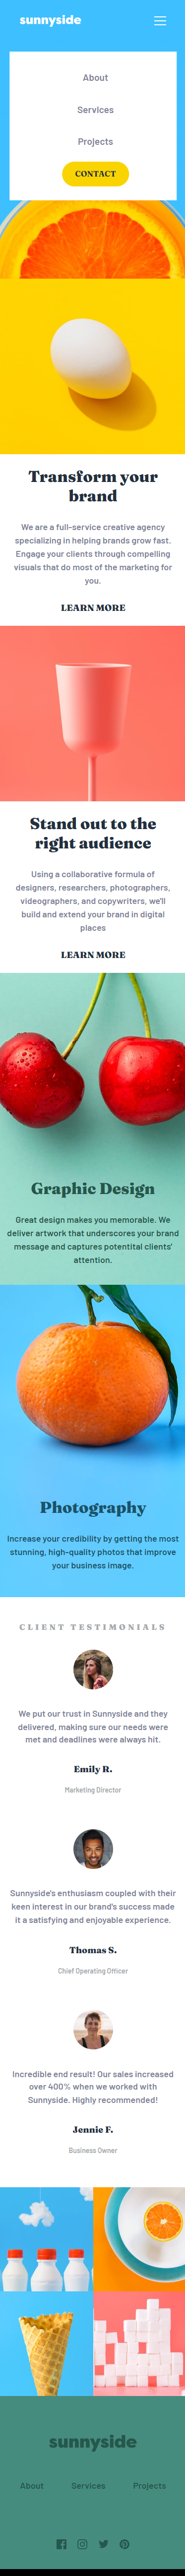 sunnyside
About
Services
Projects
CONTACT
Transform your
brand
We are a full-service creative agency
specializing in helping brands grow fast.
Engage your clients through compelling
visuals that do most of the marketing for
you.
LEARN MORE
Stand out to the
right audience
Using a collaborative formula of
designers, researchers, photographers,
videographers, and copywriters, we'll
build and extend your brand in digital
places
LEARN MORE
Graphic Design
Great design makes you memorable. We
deliver artwork that underscores your brand
message and captures potentital clients'
attention.
Photography
Increase your credibility by getting the most
stunning, high-quality photos that improve
your business image.
CLIENT TESTIMONIALS
We put our trust in Sunnyside and they
delivered, making sure our needs were
met and deadlines were always hit.
Emily R.
Marketing Director
Sunnyside's enthusiasm coupled with their
keen interest in our brand's success made
it a satisfying and enjoyable experience.
Thomas S.
Chief Operating Officer
Incredible end result! Our sales increased
over 400% when we worked with
Sunnyside. Highly recommended!
Jennie F.
Business Owner
sunnyside
About Services Projects